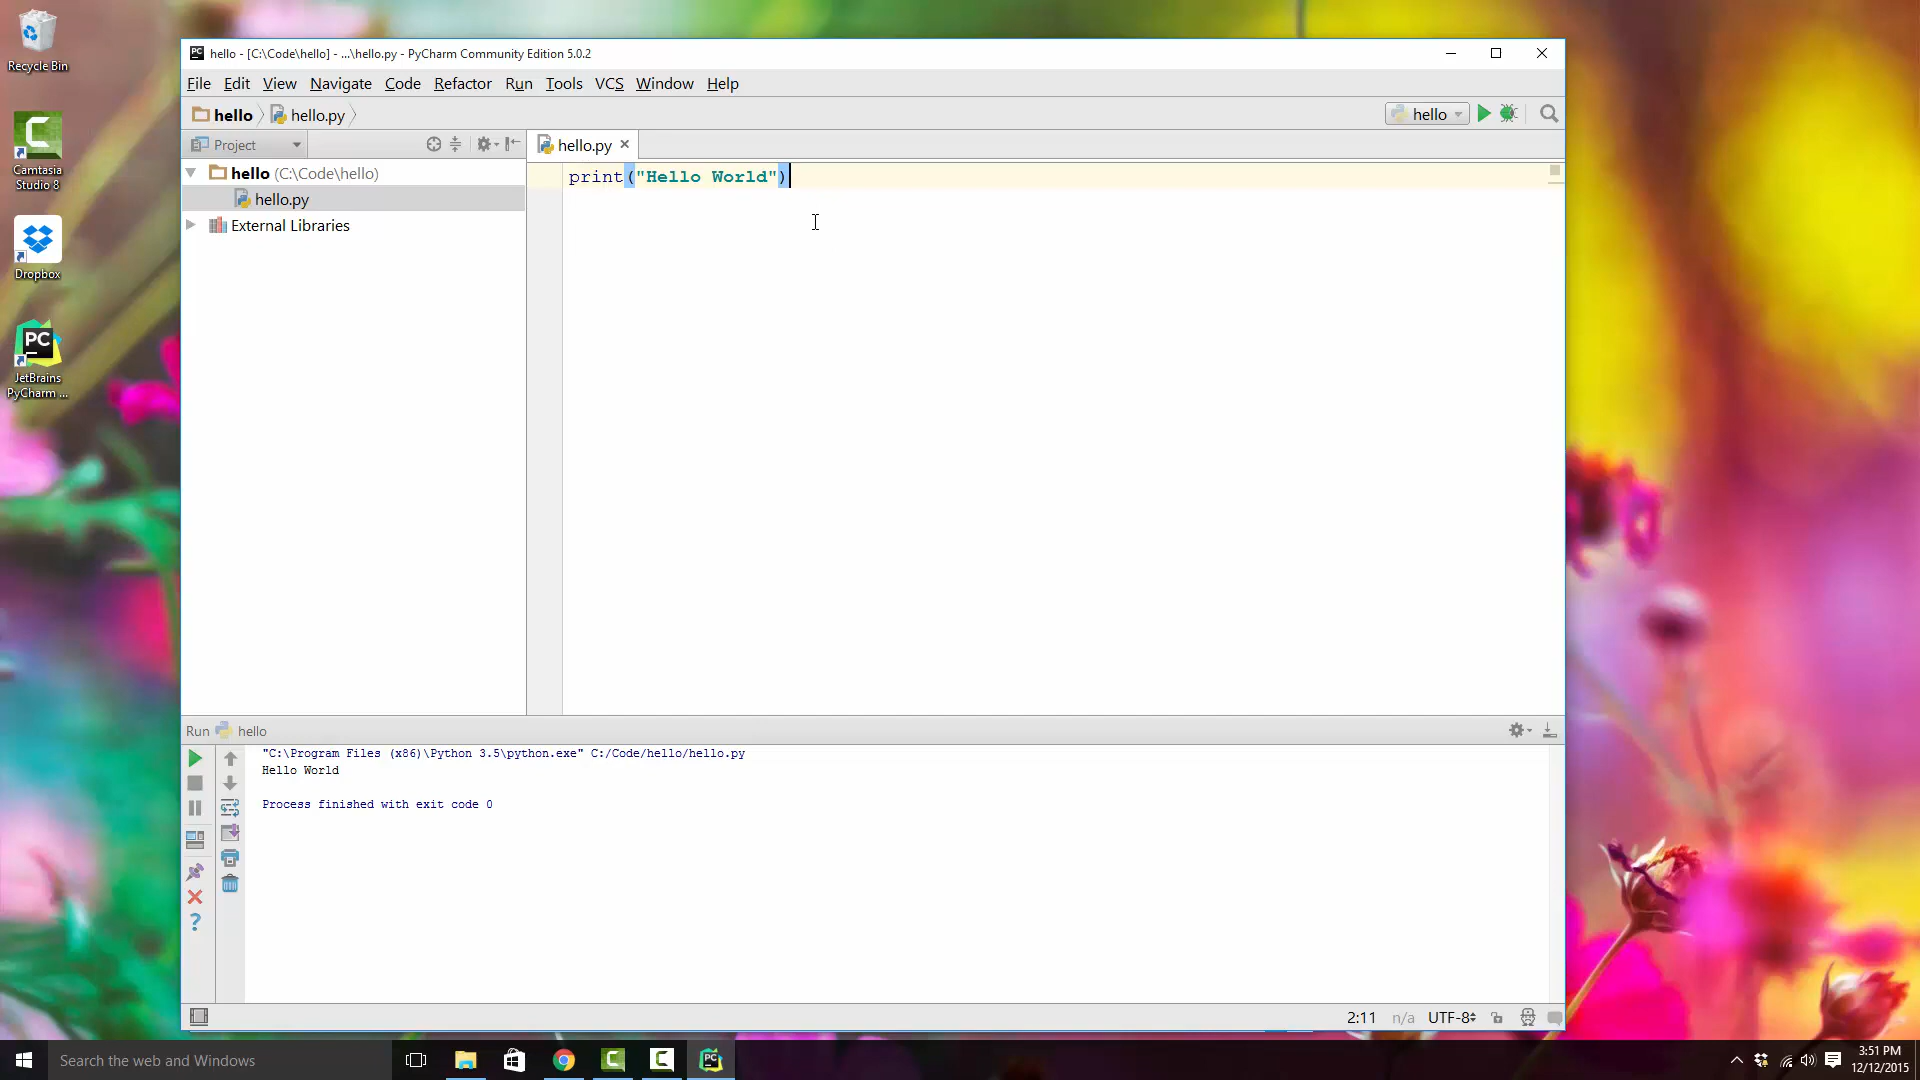 Recycle Bin
Camtasia
Studio 8
Dropbox
PC
JetBrains
PyCharm ...
hello - [C:\Code\hello] - ...\hello.py - PyCharm Community Edition 5.0.2
File Edit View Navigate Code Refactor Run Tools VCS Window Help
hello hello.py
hello
Project
hello.py
hello (C:\Code\hello)
hello.py
External Libraries
print("Hello World")
Run hello
"C:\Program Files (x86)\Python 3.5\python.exe" C:/Code/hello/hello.py
Hello World
Process finished with exit code 0
2:11 n/a UTF-8
Search the web and Windows
3:51 PM
12/12/2015